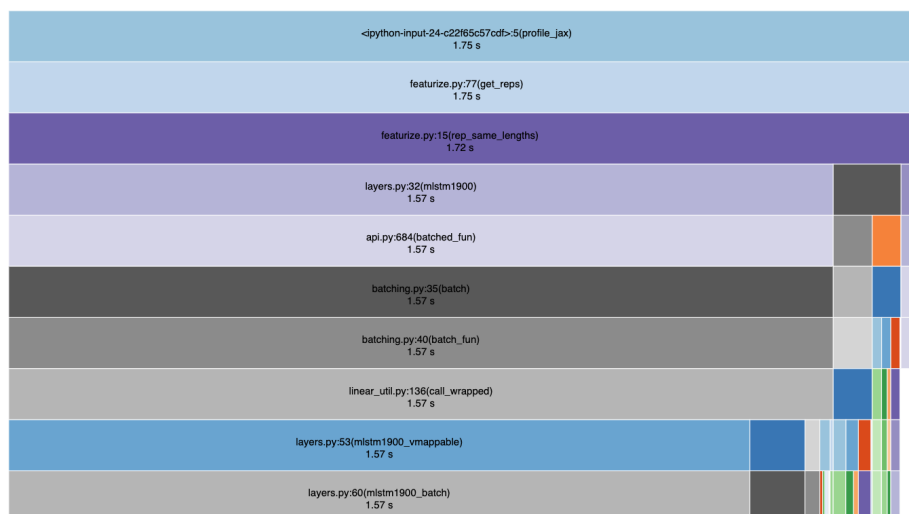 <ipython-input-24-c22f65c57cdf>:5(profile_jax)
1.75 s
featurize.py:77(get_reps)
1.75 s
featurize.py:15(rep_same_lengths)
1.72 s
layers.py:32(mlstm1900)
1.57 s
api.py:684(batched_fun)
1.57 s
batching.py:35(batch)
1.57 s
batching.py:40(batch_fun)
1.57 s
linear_util.py:136(call_wrapped)
1.57 s
layers.py:53(mlstm1900_vmappable)
1.57 s
layers.py:60(mlstm1900_batch)
1.57 s